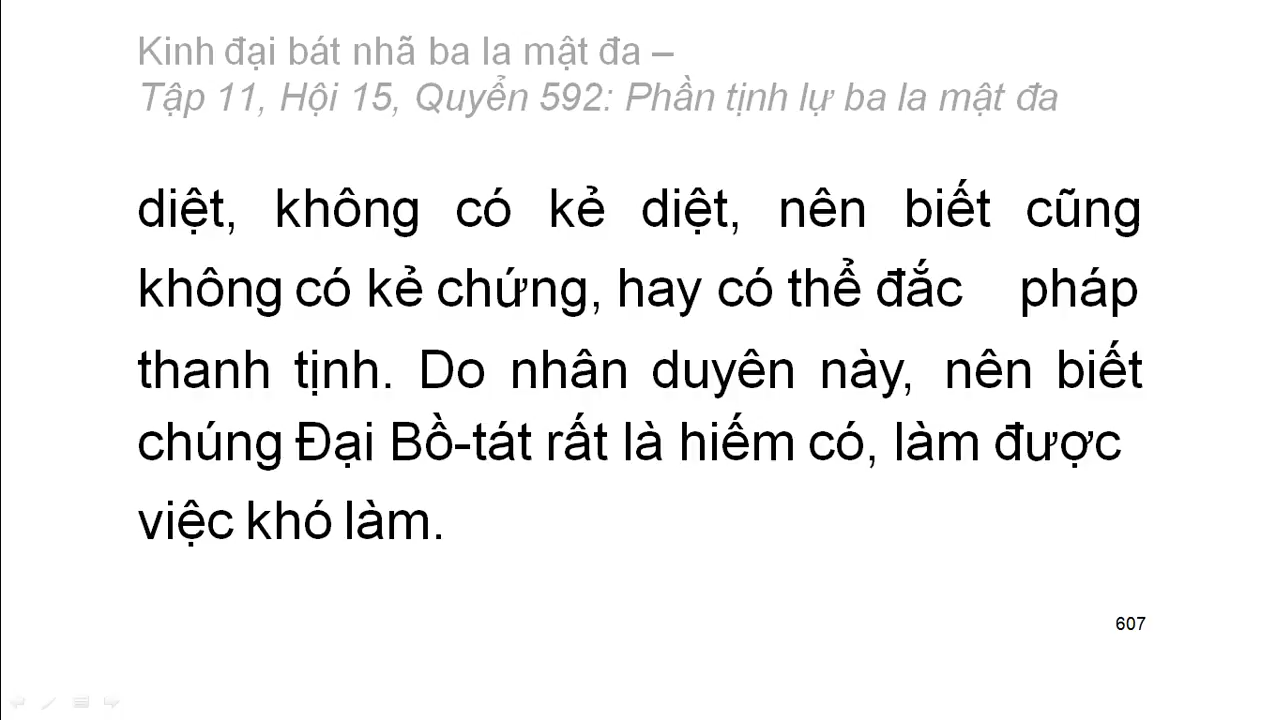 Kinh đại bát nhã ba la mật đa –
Tập 11, Hội 15, Quyển 592: Phần tịnh lự ba la mật đa
diệt, không có kẻ diệt, nên biết cũng
không có kẻ chứng, hay có thể đắc pháp
thanh tịnh. Do nhân duyên này, nên biết
chúng Đại Bồ-tát rất là hiếm có, làm được
việc khó làm.
607